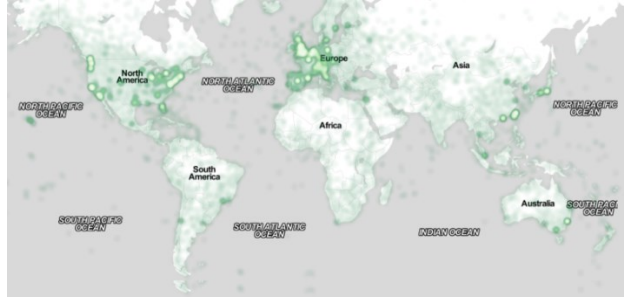 North
America
Europe
Asia
NORTH ATLANTIC
OCEAN
NORTH PACIFIC
OCEAN
NORTH PACIFIC
OCEAN
Africa
South
America
Australia
SOUTH PACIFIC
OCEAN
SOUTH ATLANTIC
OCEAN
INDIAN OCEAN
SOUTH PACI
OCEAN